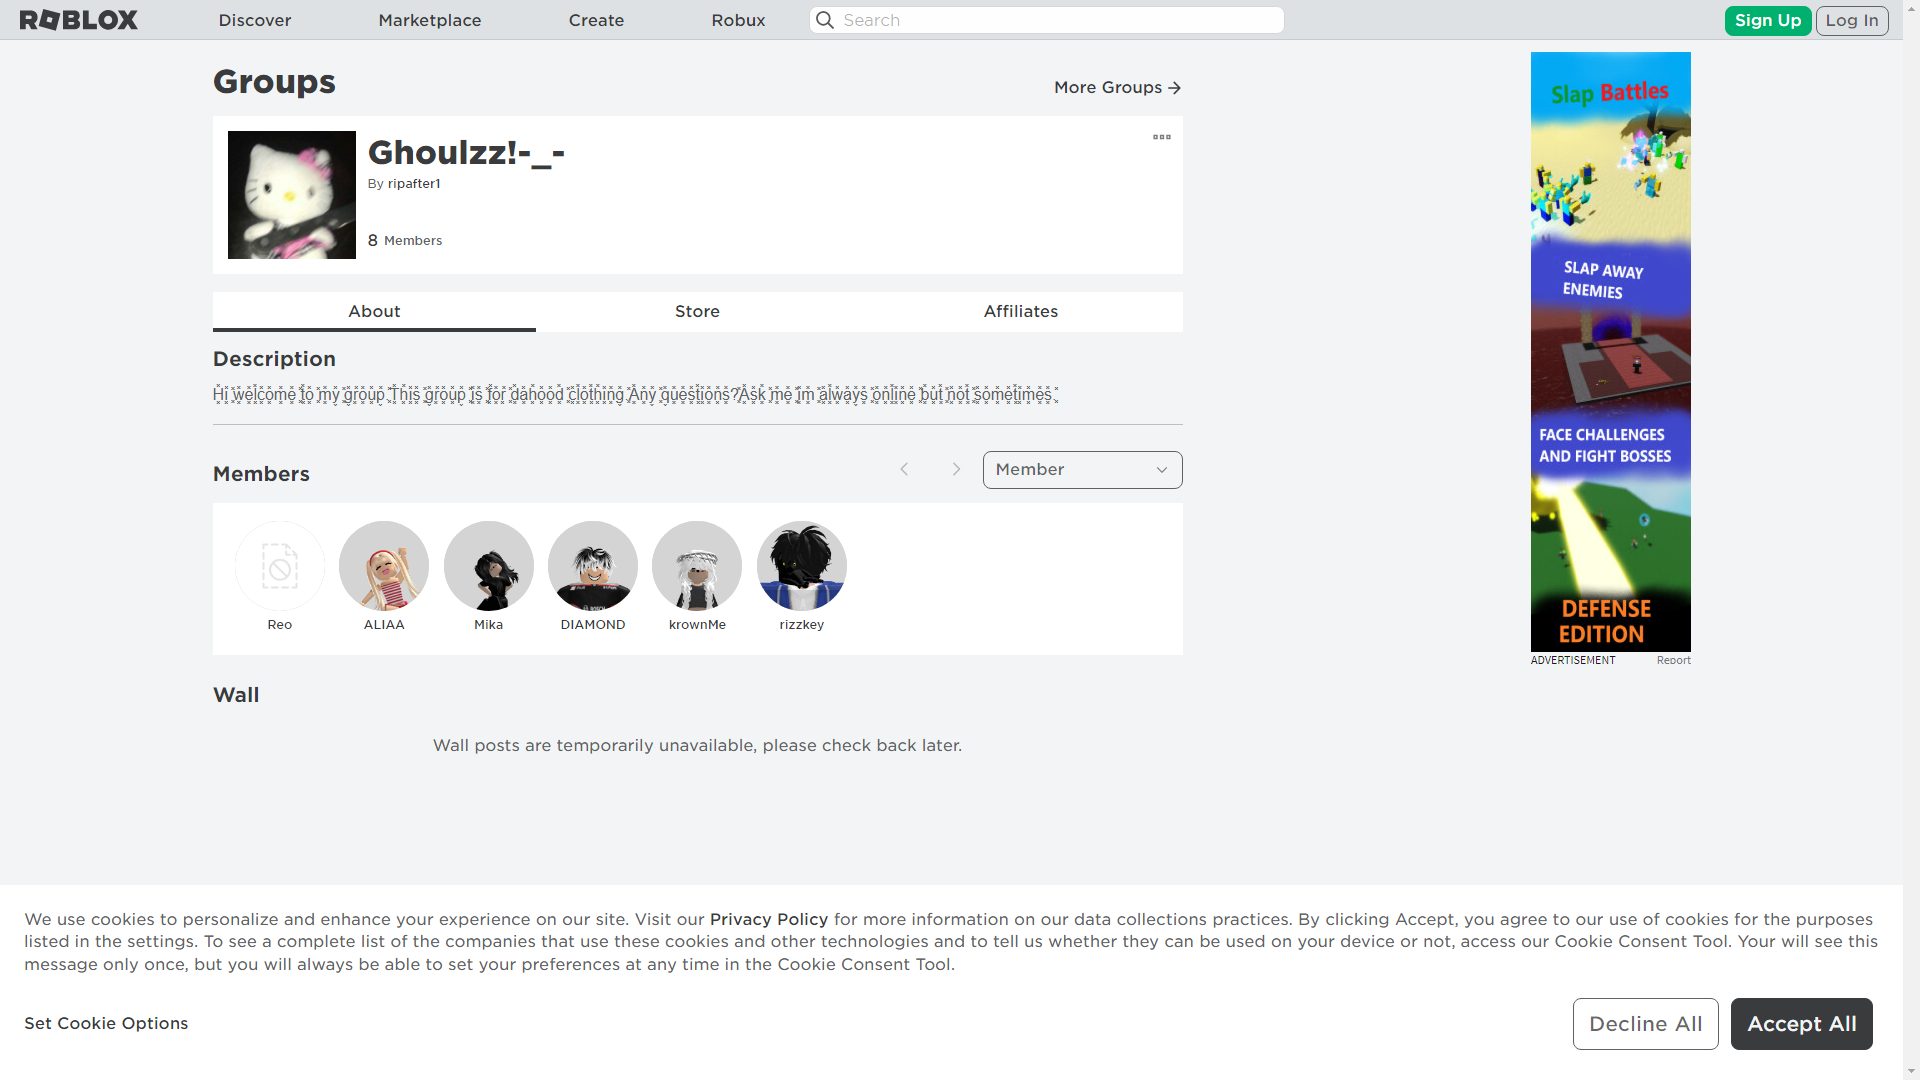 ROBLOX
Discover
Marketplace
Create
Robux
Search
Sign Up
Log In
Groups
More Groups
Ghoulzz!-_-
By ripafter1
8 Members
About
Store
Affiliates
Description
Hi welcome to my group.This group is for dahood clothing.Any questions?Ask me im always online but not sometimes.
Members
Member
Reo
ALIAA
Mika
DIAMOND
krownMe
rizzkey
Wall
Wall posts are temporarily unavailable, please check back later.
Slap Battles
SLAP AWAY
ENEMIES
FACE CHALLENGES
AND FIGHT BOSSES
DEFENSE
EDITION
ADVERTISEMENT
Report
We use cookies to personalize and enhance your experience on our site. Visit our Privacy Policy for more information on our data collections practices. By clicking Accept, you agree to our use of cookies for the purposes
listed in the settings. To see a complete list of the companies that use these cookies and other technologies and to tell us whether they can be used on your device or not, access our Cookie Consent Tool. Your will see this
message only once, but you will always be able to set your preferences at any time in the Cookie Consent Tool.
Set Cookie Options
Decline All
Accept All